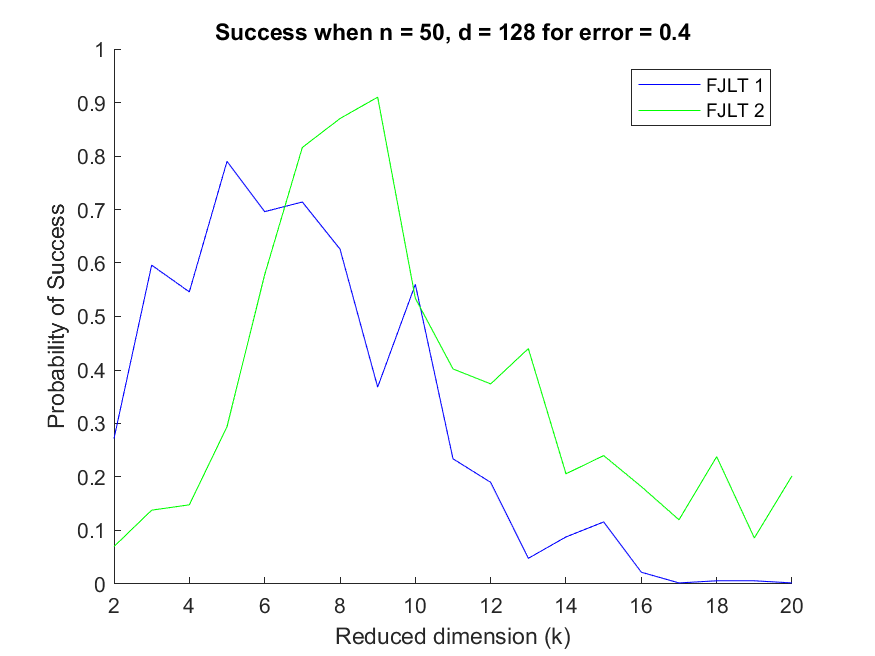 Success when n = 50, d = 128 for error = 0.4
FJLT 1
FJLT 2
Probability of Success
1
0.9
0.8
0.7
0.6
0.5
0.4
0.3
0.2
0.1
0
2 4 6 8 10 12 14 16 18 20
Reduced dimension (k)